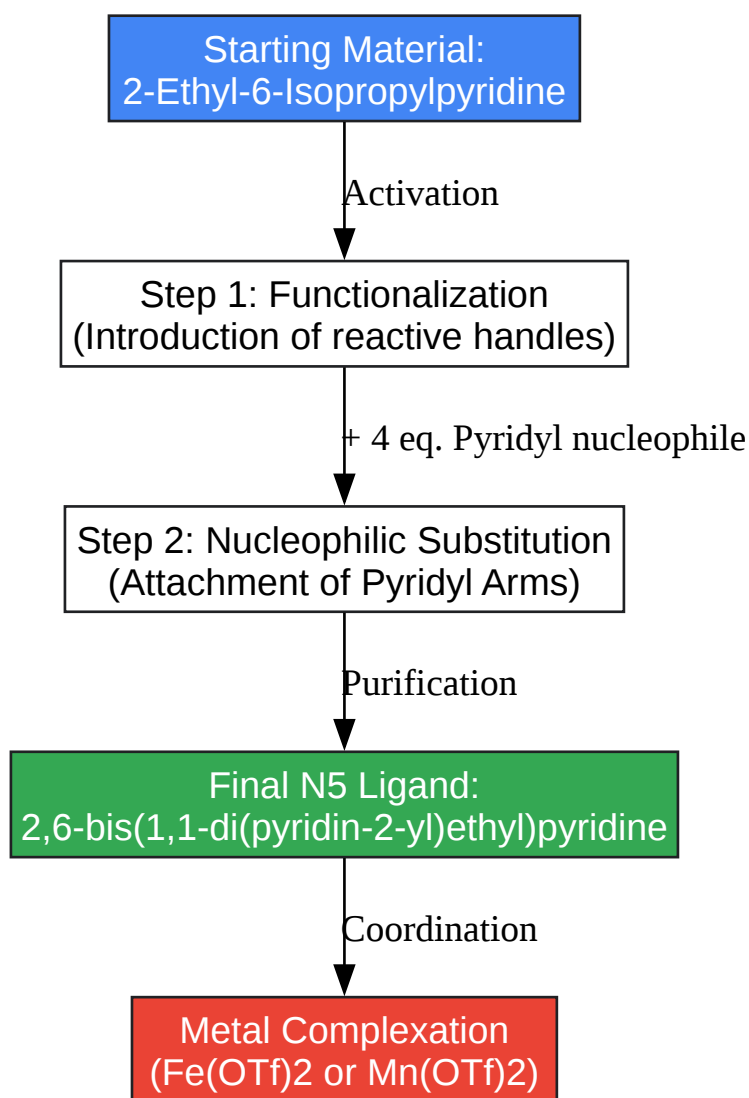 Starting Material:
2-Ethyl-6-Isopropylpyridine
Activation
Step 1: Functionalization
(Introduction of reactive handles)
+ 4 eq. Pyridyl nucleophile
Step 2: Nucleophilic Substitution
(Attachment of Pyridyl Arms)
Purification
Final N5 Ligand:
2,6-bis(1,1-di(pyridin-2-yl)ethyl)pyridine
Coordination
Metal Complexation
(Fe(OTf)2 or Mn(OTf)2)